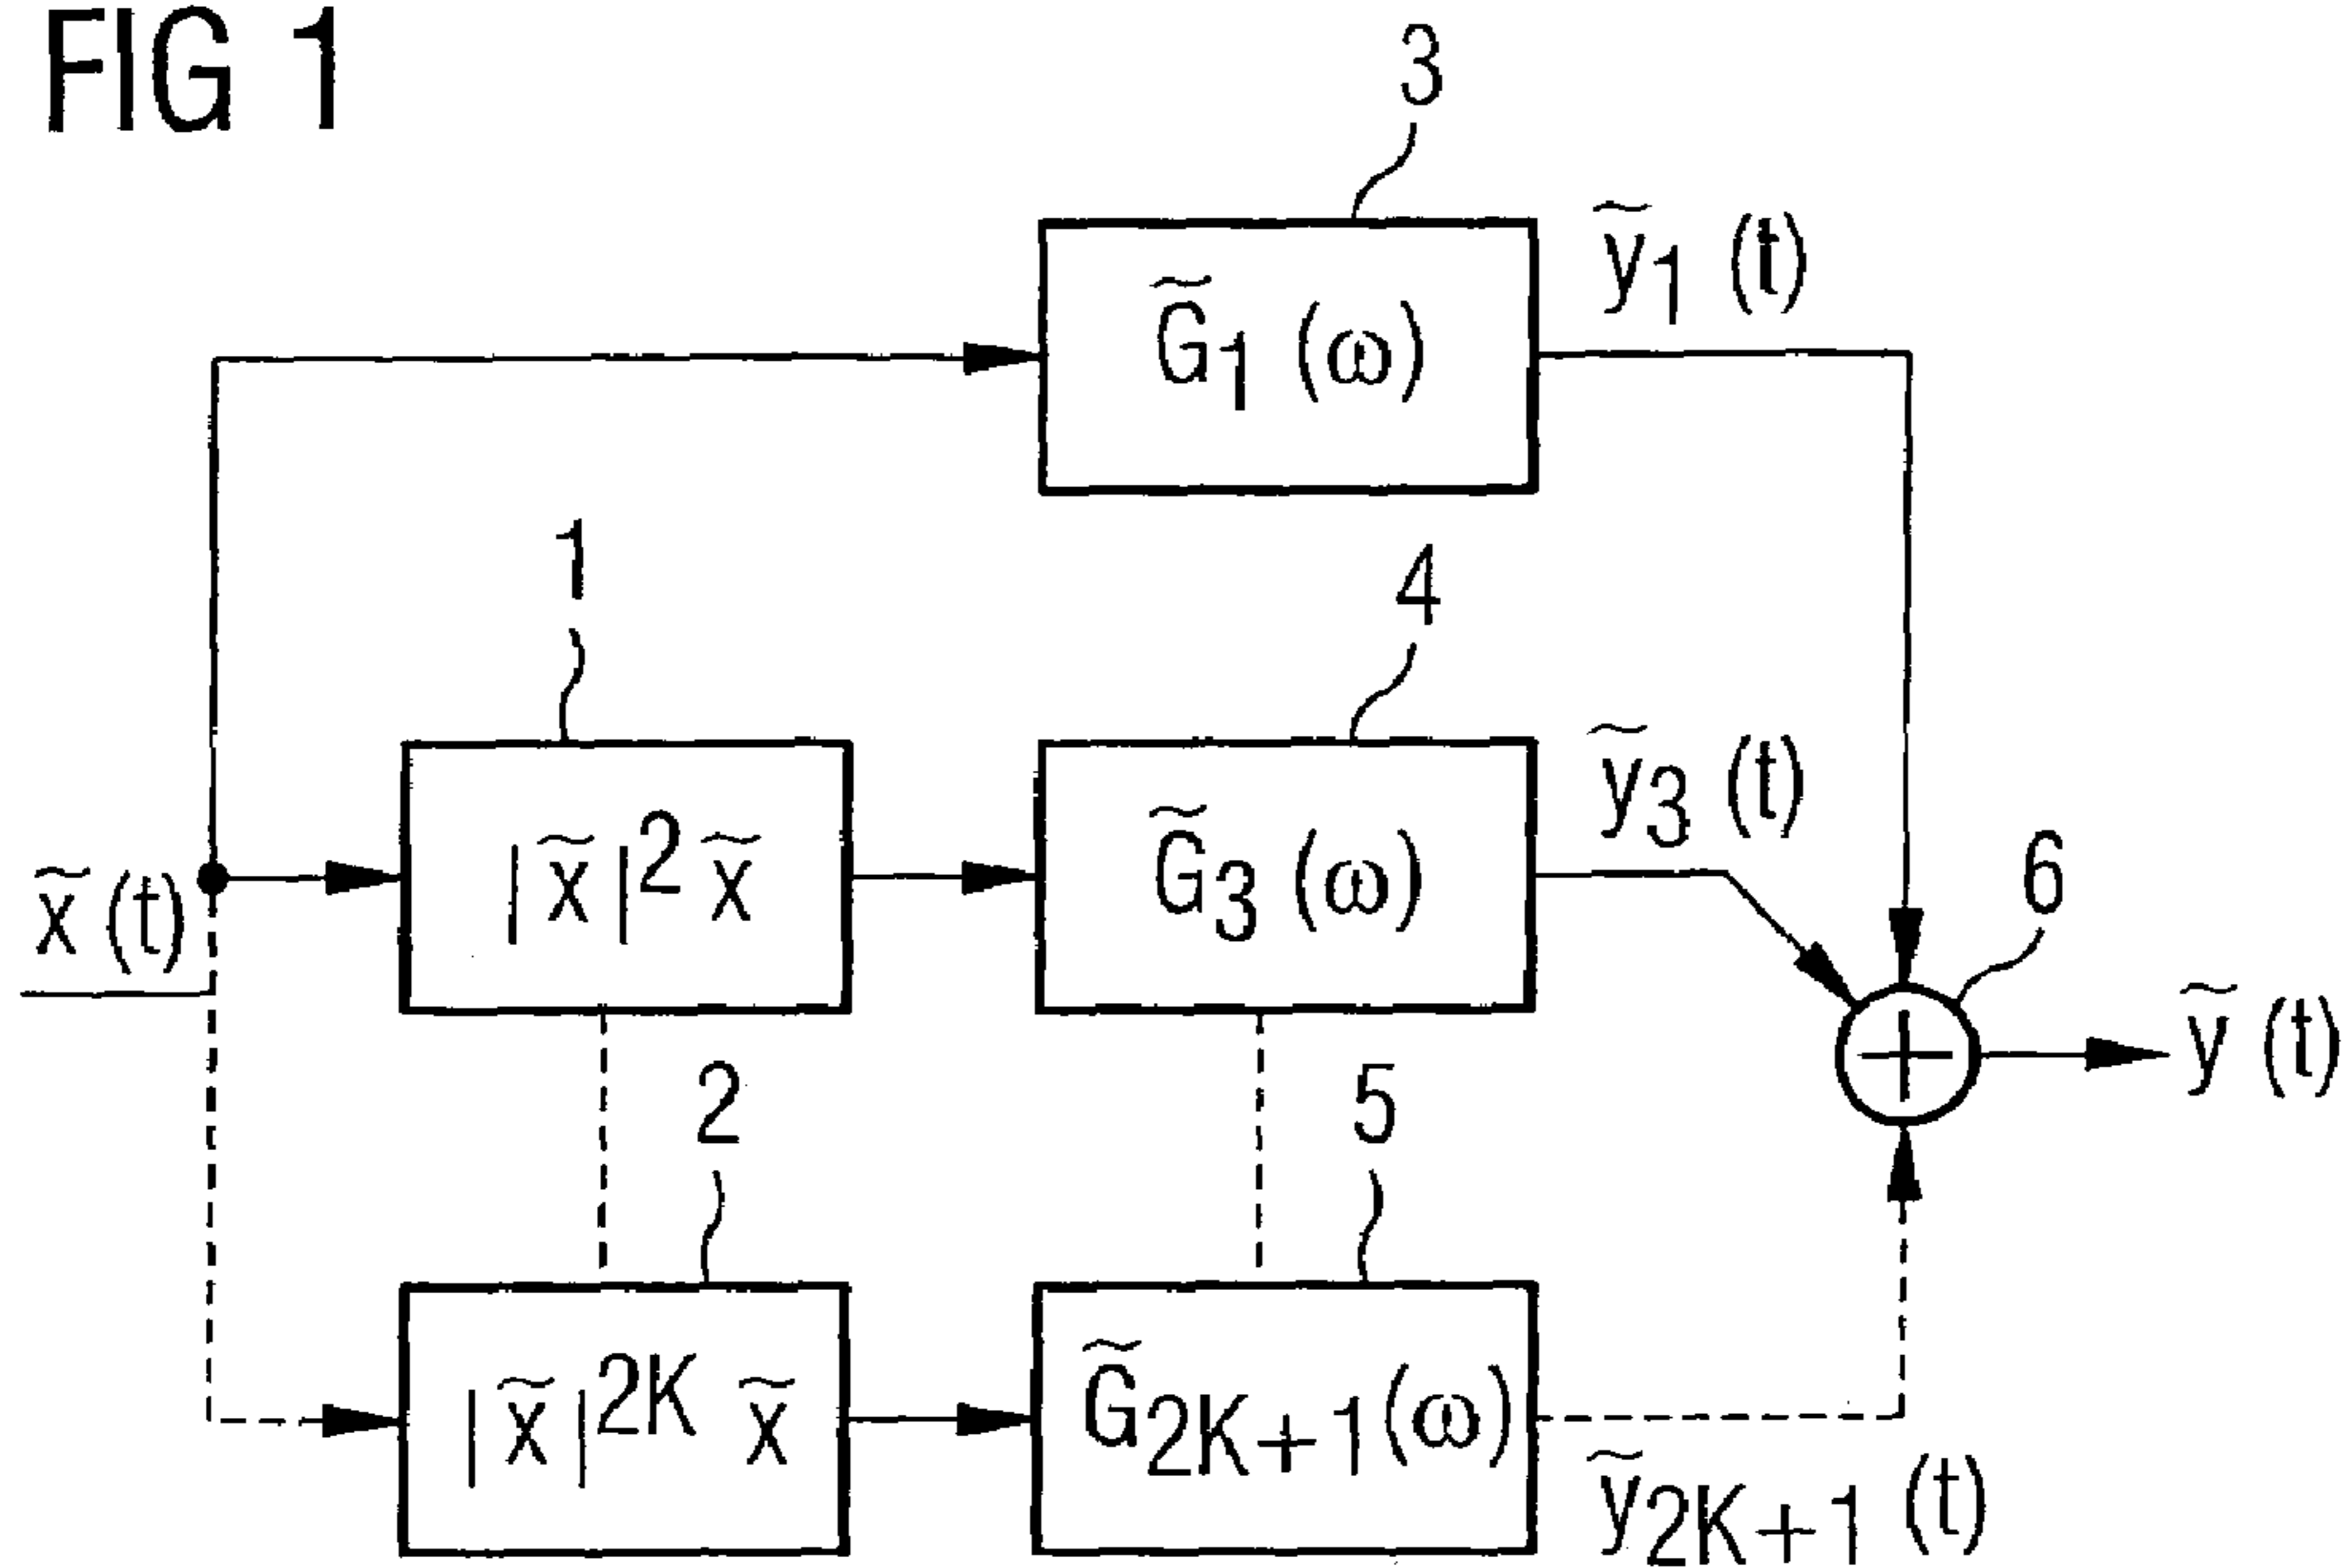 FIG 1
3
ỹ₁ (t)
G̃₁ (ω)
1
4
ỹ₃ (t)
|x̃|² x̃
G̃₃ (ω)
6
x̃ (t)
+
ỹ (t)
2
5
|x̃|²ᴷ x̃
G̃₂K₊₁(ω)
ỹ₂K₊₁ (t)